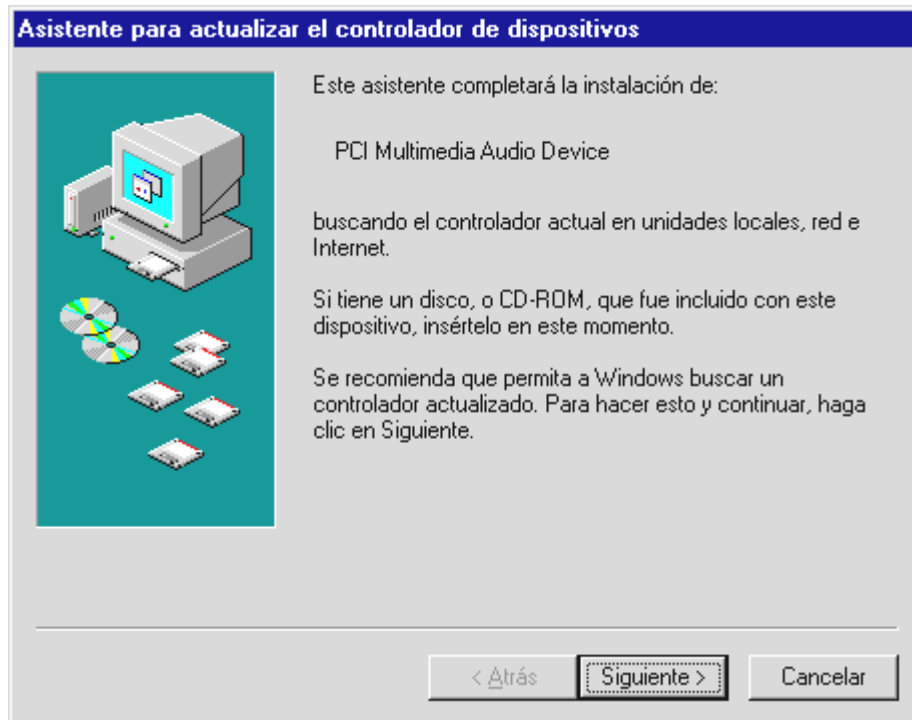 Asistente para actualizar el controlador de dispositivos
Este asistente completará la instalación de:
PCI Multimedia Audio Device
buscando el controlador actual en unidades locales, red e
Internet.
Si tiene un disco, o CD-ROM, que fue incluido con este
dispositivo, insértelo en este momento.
Se recomienda que permita a Windows buscar un
controlador actualizado. Para hacer esto y continuar, haga
clic en Siguiente.
< Atrás
Siguiente >
Cancelar